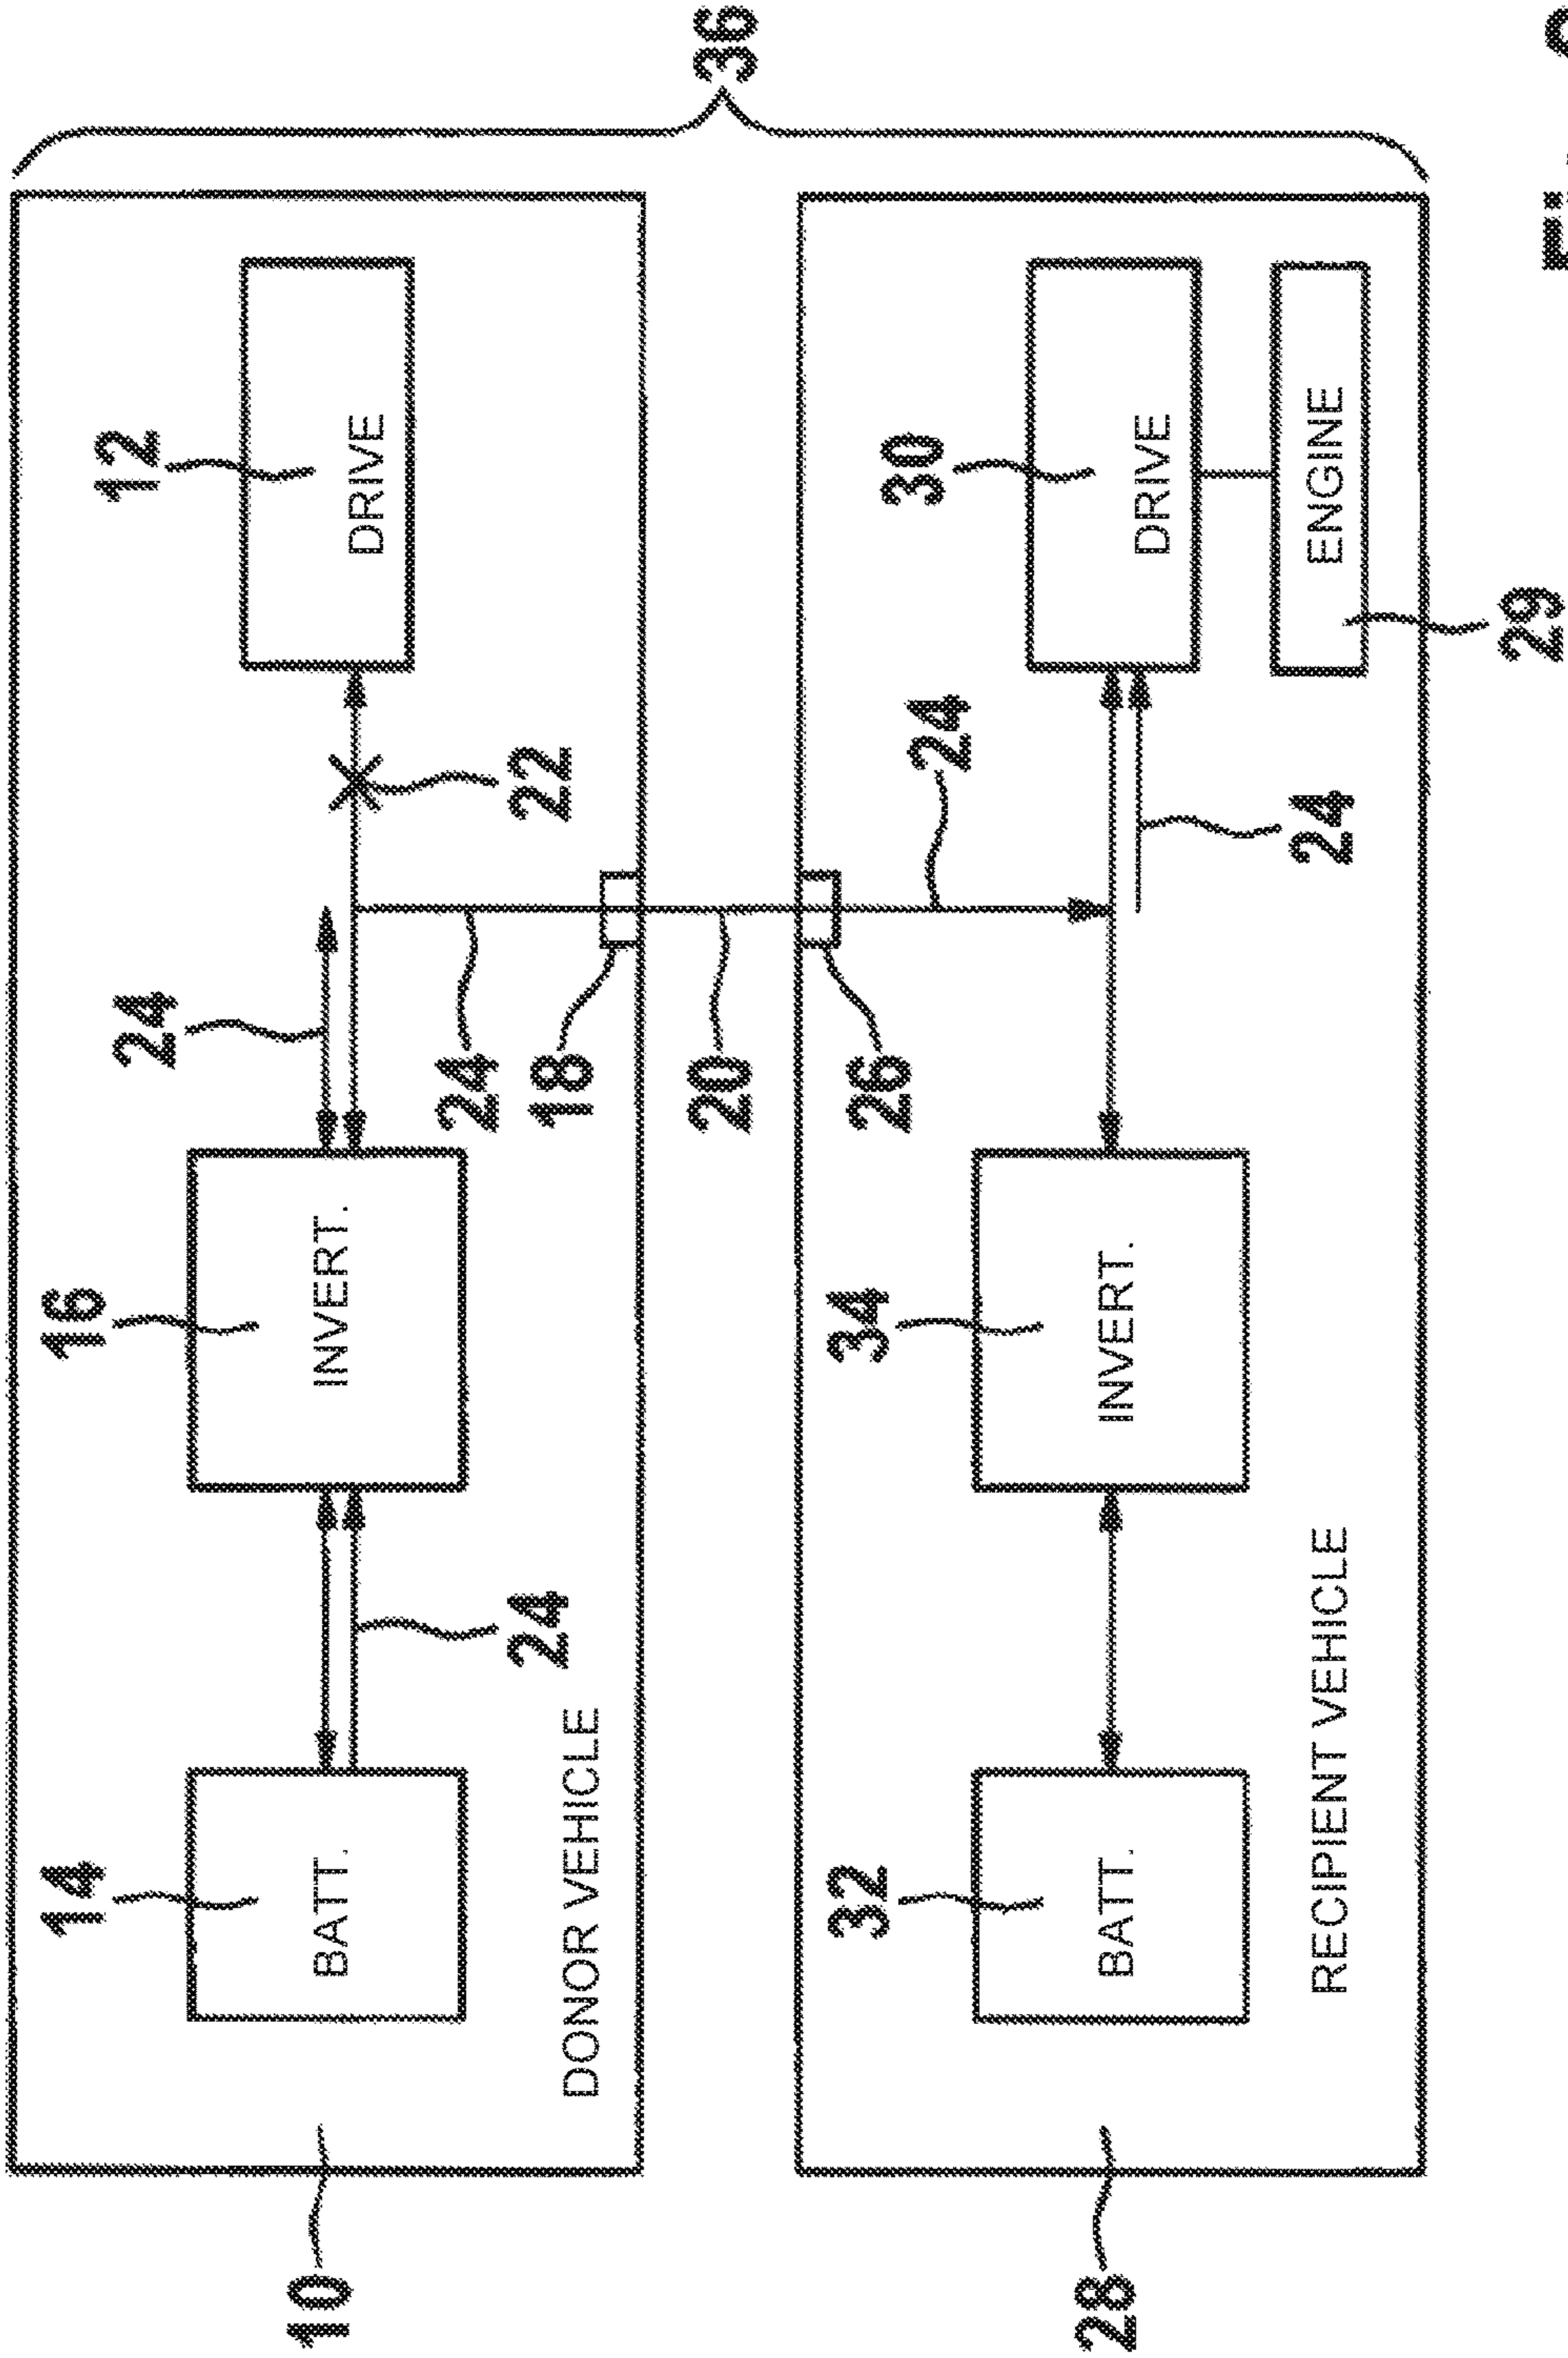 14
16
24
12
10
BATT.
INVERT.
DRIVE
24
24
18
22
DONOR VEHICLE
20
36
32
34
26
30
24
28
BATT.
INVERT.
DRIVE
24
RECIPIENT VEHICLE
ENGINE
29